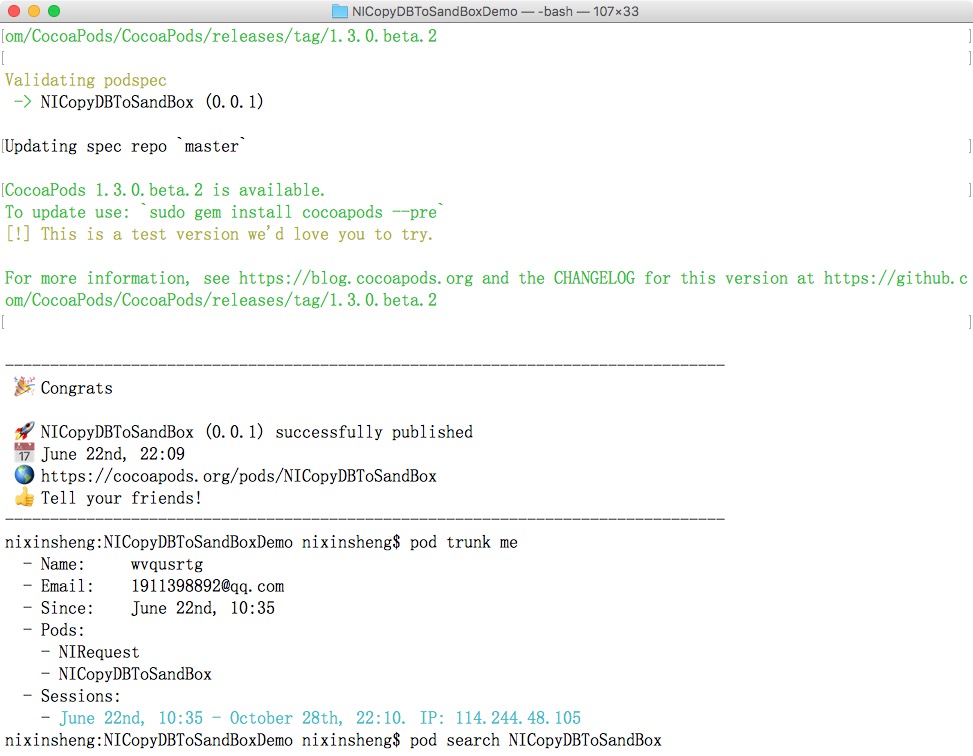 NICopyDBToSandBoxDemo — -bash — 107×33
om/CocoaPods/CocoaPods/releases/tag/1.3.0.beta.2
Validating podspec
-> NICopyDBToSandBox (0.0.1)
Updating spec repo `master`
CocoaPods 1.3.0.beta.2 is available.
To update use: `sudo gem install cocoapods --pre`
[!] This is a test version we'd love you to try.
For more information, see https://blog.cocoapods.org and the CHANGELOG for this version at https://github.c
om/CocoaPods/CocoaPods/releases/tag/1.3.0.beta.2
--------------------------------------------------------------------------------
🎉 Congrats
🚀 NICopyDBToSandBox (0.0.1) successfully published
📅 June 22nd, 22:09
🌎 https://cocoapods.org/pods/NICopyDBToSandBox
👍 Tell your friends!
--------------------------------------------------------------------------------
nixinsheng:NICopyDBToSandBoxDemo nixinsheng$ pod trunk me
- Name: wvqusrtg
- Email: 1911398892@qq.com
- Since: June 22nd, 10:35
- Pods:
- NIRequest
- NICopyDBToSandBox
- Sessions:
- June 22nd, 10:35 - October 28th, 22:10. IP: 114.244.48.105
nixinsheng:NICopyDBToSandBoxDemo nixinsheng$ pod search NICopyDBToSandBox